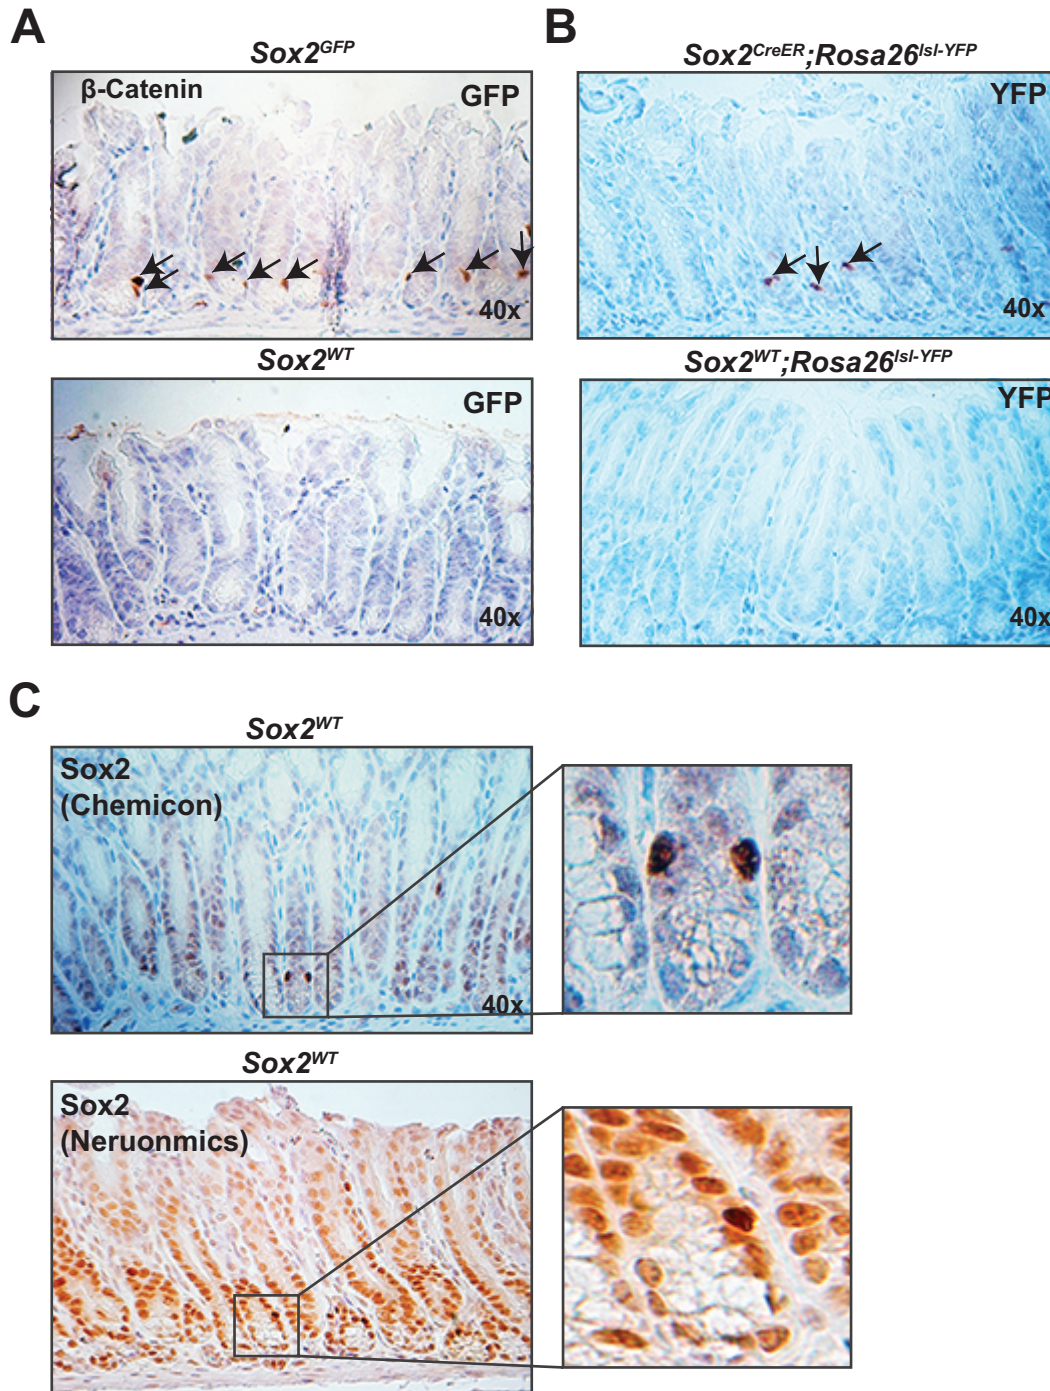 A
Sox2GFP
β-Catenin
GFP
40x
Sox2WT
GFP
40x
B
Sox2CreER;Rosa26lsl-YFP
YFP
40x
Sox2WT;Rosa26lsl-YFP
YFP
40x
C
Sox2WT
Sox2
(Chemicon)
40x
Sox2WT
Sox2
(Neruonmics)